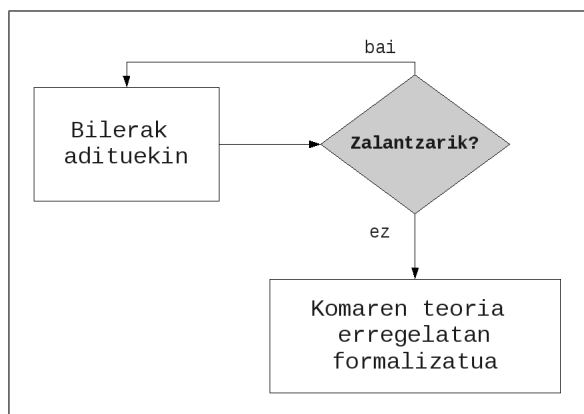 bai
Bilerak
adituekin
Zalantzarik?
ez
Komaren teoria
erregelatan
formalizatua